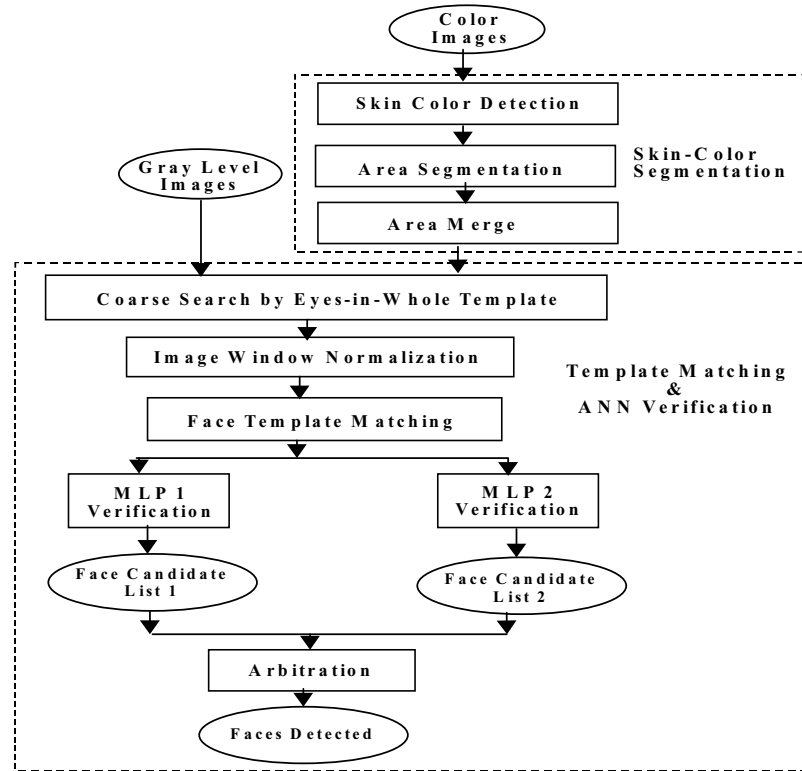 Color
Images
Skin Color Detection
Area Segmentation
Skin-Color
Segmentation
Gray Level
Images
Area Merge
Coarse Search by Eyes-in-Whole Template
Image Window Normalization
Template Matching
&
ANN Verification
Face Template Matching
MLP 1
Verification
MLP 2
Verification
Face Candidate
List 1
Face Candidate
List 2
Arbitration
Faces Detected